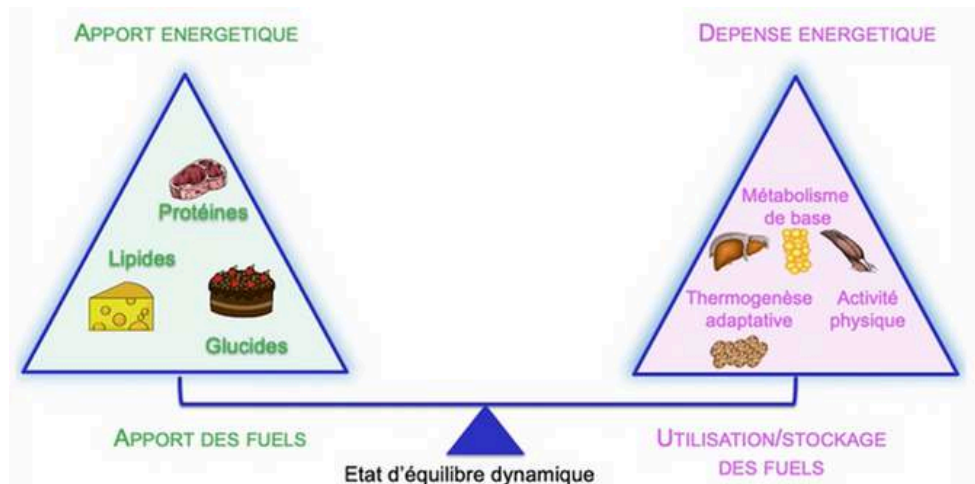 APPORT ENERGETIQUE
DEPENSE ENERGETIQUE
Protéines
Lipides
Glucides
Métabolisme
de base
Thermogenèse
adaptative
Activité
physique
APPORT DES FUELS
UTILISATION/STOCKAGE
DES FUELS
Etat d'équilibre dynamique